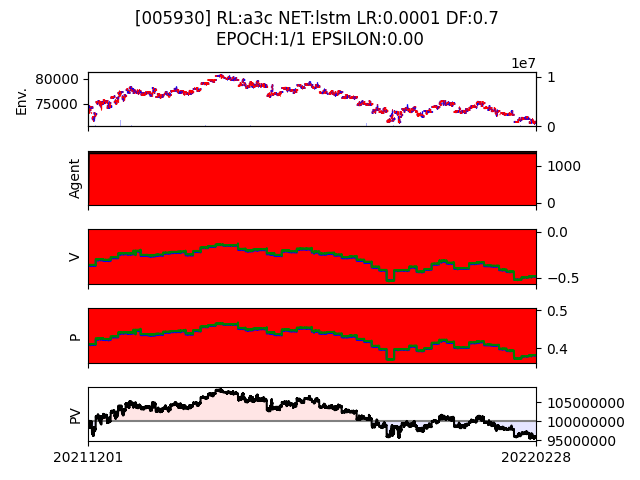 [005930] RL:a3c NET:lstm LR:0.0001 DF:0.7
EPOCH:1/1 EPSILON:0.00
1e7
Env.
80000
75000
1
0
Agent
1000
0
V
0.0
−0.5
P
0.5
0.4
PV
105000000
100000000
95000000
20211201
20220228